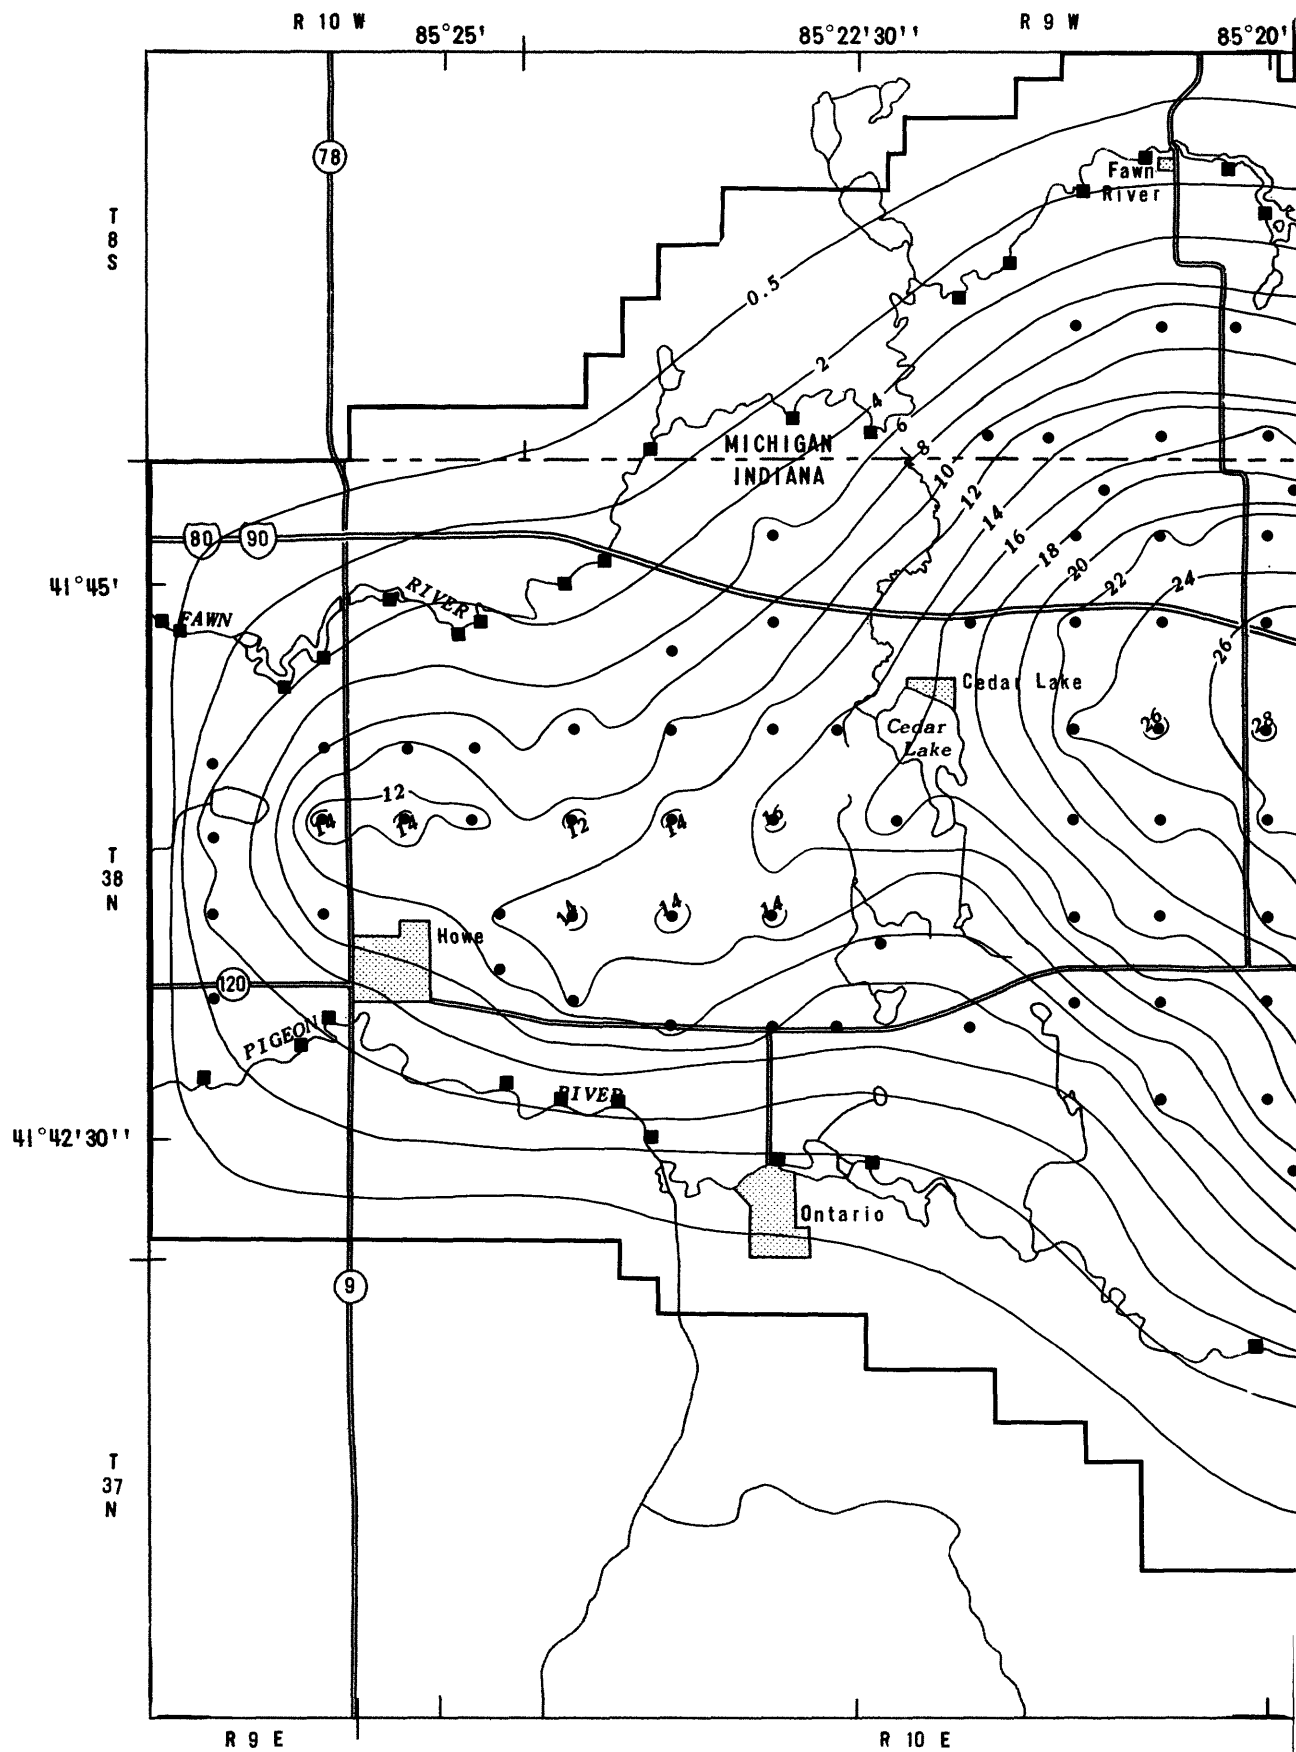 R 10 W
R 9 W
85°25'
85°22'30''
85°20'
78
Fawn
River
T
8
S
0.5
2
4
6
8
10
12
14
16
18
20
22
24
26
MICHIGAN
INDIANA
80
90
41°45'
FAWN
RIVER
Cedar Lake
Cedar
Lake
26
28
12
14
14
12
14
16
T
38
N
14
14
14
Howe
120
PIGEON
RIVER
41°42'30''
Ontario
9
T
37
N
R 9 E
R 10 E